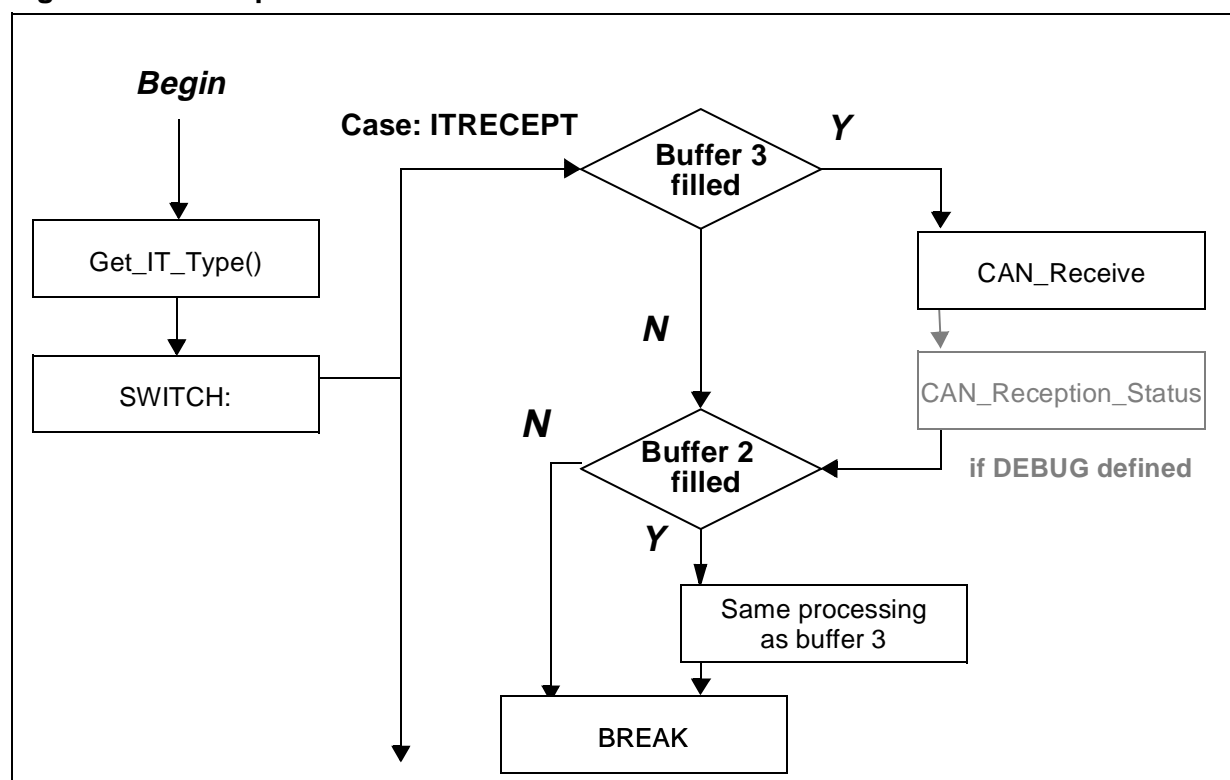 Begin
Case: ITRECEPT
Y
Buffer 3
filled
Get_IT_Type()
CAN_Receive
N
SWITCH:
CAN_Reception_Status
N
Buffer 2
filled
if DEBUG defined
Y
Same processing
as buffer 3
BREAK